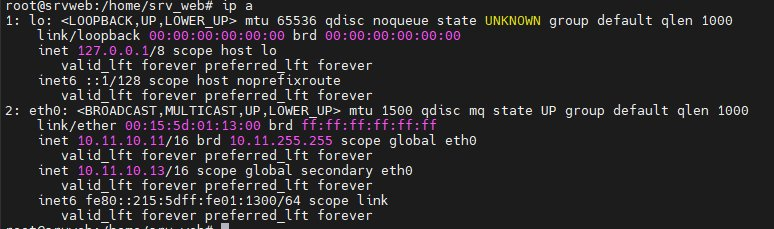 root@srvweb:/home/srv_web# ip a
1: lo: <LOOPBACK,UP,LOWER_UP> mtu 65536 qdisc noqueue state UNKNOWN group default qlen 1000
    link/loopback 00:00:00:00:00:00 brd 00:00:00:00:00:00
    inet 127.0.0.1/8 scope host lo
       valid_lft forever preferred_lft forever
    inet6 ::1/128 scope host noprefixroute
       valid_lft forever preferred_lft forever
2: eth0: <BROADCAST,MULTICAST,UP,LOWER_UP> mtu 1500 qdisc mq state UP group default qlen 1000
    link/ether 00:15:5d:01:13:00 brd ff:ff:ff:ff:ff:ff
    inet 10.11.10.11/16 brd 10.11.255.255 scope global eth0
       valid_lft forever preferred_lft forever
    inet 10.11.10.13/16 scope global secondary eth0
       valid_lft forever preferred_lft forever
    inet6 fe80::215:5dff:fe01:1300/64 scope link
       valid_lft forever preferred_lft forever
root@srvweb:/home/srv_web#